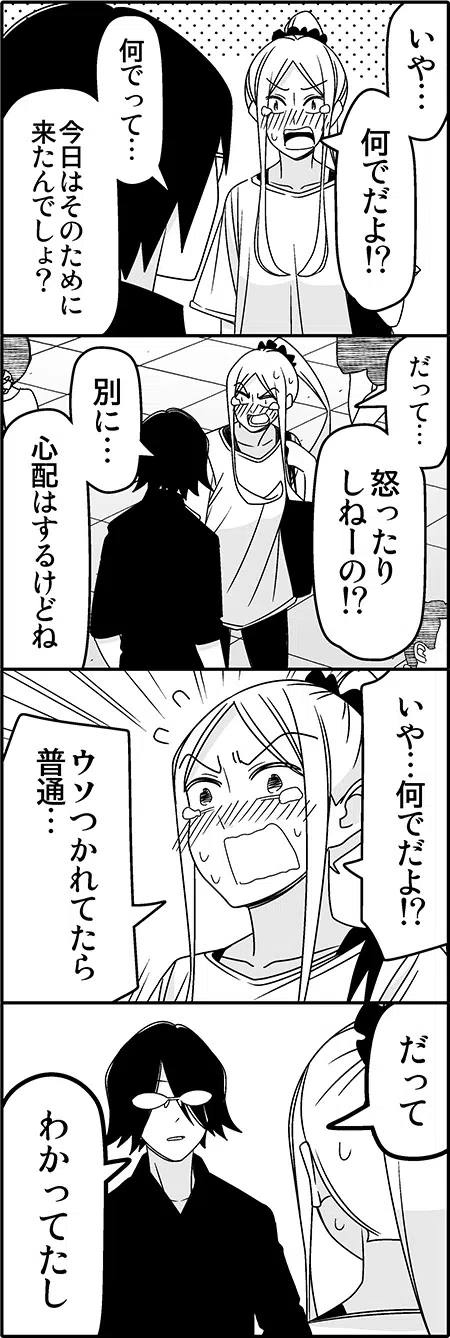 いや…
何でだよ!?
何でって…
今日はそのために
来たんでしょ?
だって…
怒ったり
しねーの!?
別に…
心配はするけどね
いや…何でだよ!?
ウソつかれてたら
普通…
だって
わかってたし